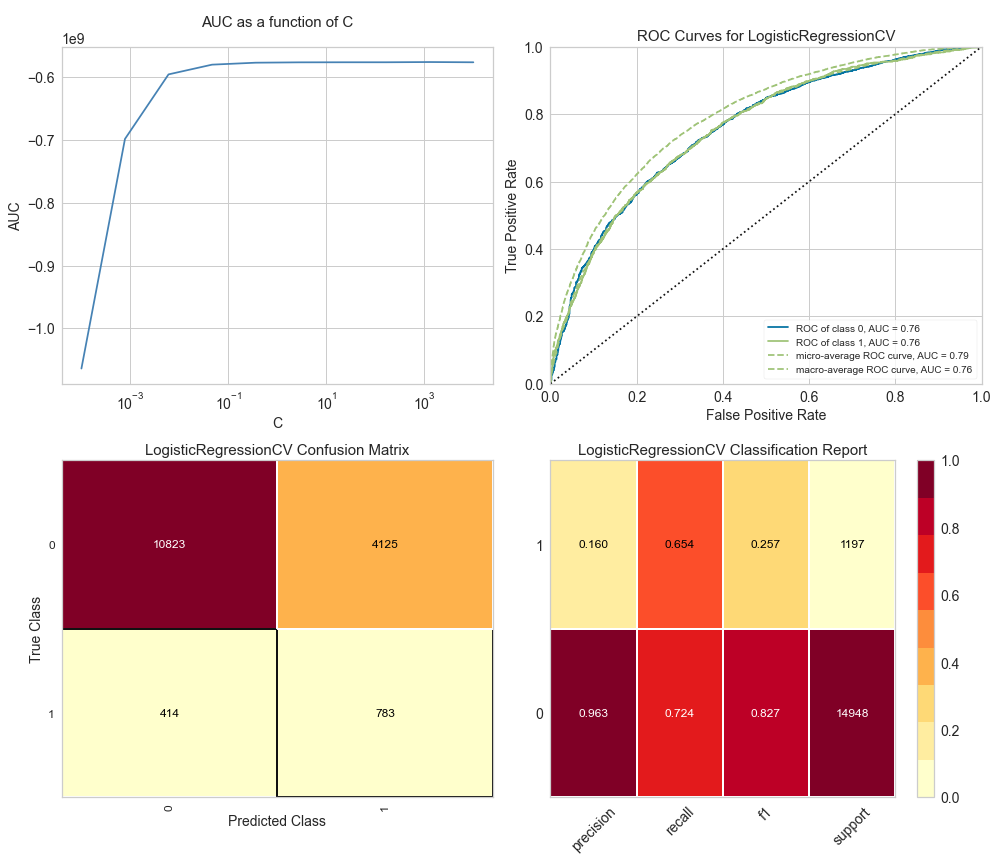 AUC as a function of C
1e9
−0.6
−0.7
−0.8
−0.9
−1.0
AUC
10⁻³
10⁻¹
10¹
10³
C
ROC Curves for LogisticRegressionCV
1.0
0.8
0.6
0.4
0.2
0.0
True Positive Rate
ROC of class 0, AUC = 0.76
ROC of class 1, AUC = 0.76
micro-average ROC curve, AUC = 0.79
macro-average ROC curve, AUC = 0.76
0.0 0.2 0.4 0.6 0.8 1.0
False Positive Rate
LogisticRegressionCV Confusion Matrix
True Class
0 10823 4125
1 414 783
0 1
Predicted Class
LogisticRegressionCV Classification Report
1 0.160 0.654 0.257 1197
0 0.963 0.724 0.827 14948
precision recall f1 support
1.0
0.8
0.6
0.4
0.2
0.0